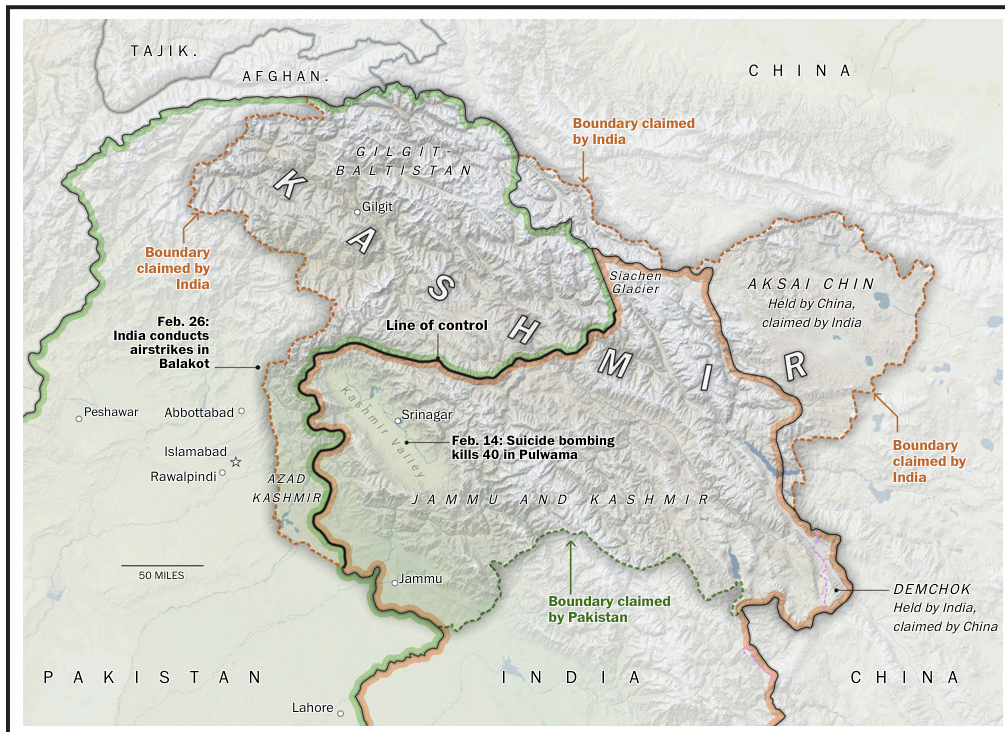 TAJIK.
AFGHAN.
CHINA
Boundary claimed
by India
GILGIT-
BALTISTAN
KASHMIR
Gilgit
Boundary
claimed by
India
Siachen
Glacier
AKSAI CHIN
Held by China,
claimed by India
Feb. 26:
India conducts
airstrikes in
Balakot
Line of control
Peshawar
Abbottabad
Srinagar
Kashmir Valley
Feb. 14: Suicide bombing
kills 40 in Pulwama
Boundary
claimed by
India
Islamabad
Rawalpindi
AZAD
KASHMIR
JAMMU AND KASHMIR
50 MILES
Jammu
Boundary claimed
by Pakistan
DEMCHOK
Held by India,
claimed by China
PAKISTAN
INDIA
CHINA
Lahore